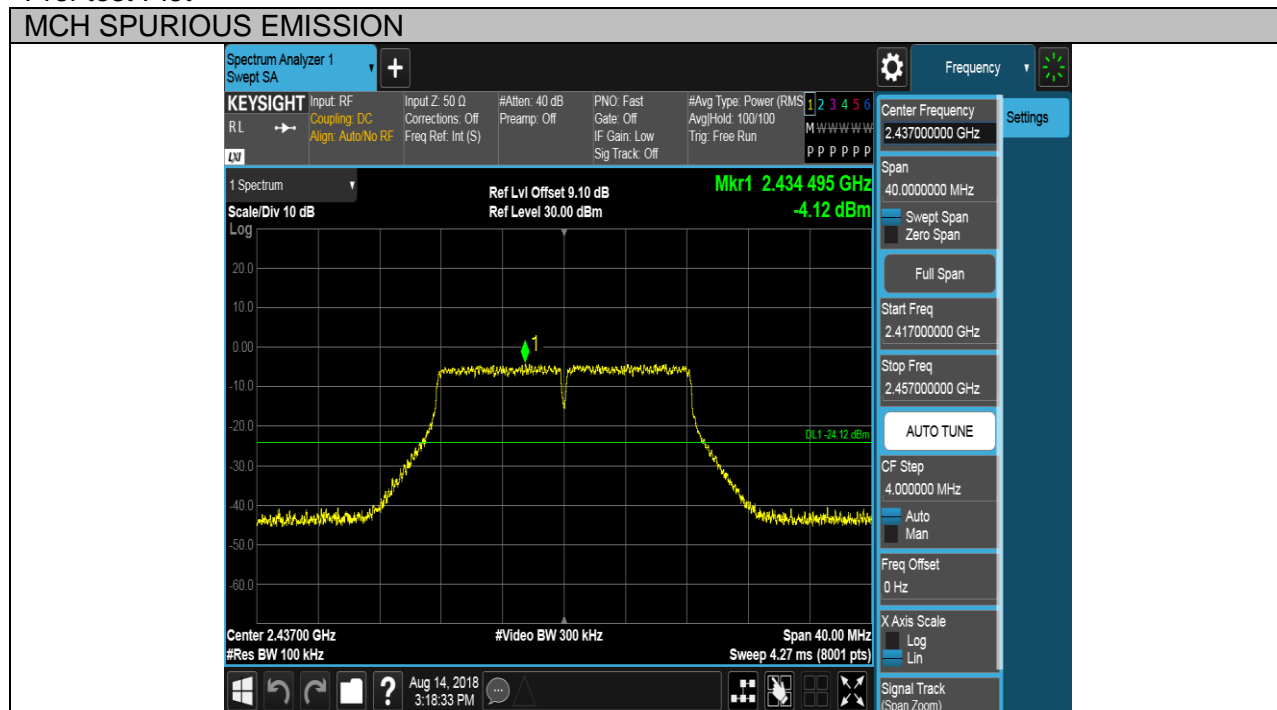 MCH SPURIOUS EMISSION
Spectrum Analyzer 1
Swept SA
+
Frequency
KEYSIGHT
RL
LXI
Input: RF
Coupling: DC
Align: Auto/No RF
Input Z: 50 Ω
Corrections: Off
Freq Ref: Int (S)
#Atten: 40 dB
Preamp: Off
PNO: Fast
Gate: Off
IF Gain: Low
Sig Track: Off
#Avg Type: Power (RMS
Avg|Hold: 100/100
Trig: Free Run
1 2 3 4 5 6
M W W W W W
P P P P P P
1 Spectrum
Scale/Div 10 dB
Log
Ref Lvl Offset 9.10 dB
Ref Level 30.00 dBm
Mkr1 2.434 495 GHz
-4.12 dBm
20.0
10.0
0.00
-10.0
-20.0
-30.0
-40.0
-50.0
-60.0
1
DL1 -24.12 dBm
Center 2.43700 GHz
#Res BW 100 kHz
#Video BW 300 kHz
Span 40.00 MHz
Sweep 4.27 ms (8001 pts)
Aug 14, 2018
3:18:33 PM
Center Frequency
2.437000000 GHz
Span
40.0000000 MHz
Swept Span
Zero Span
Full Span
Start Freq
2.417000000 GHz
Stop Freq
2.457000000 GHz
AUTO TUNE
CF Step
4.000000 MHz
Auto
Man
Freq Offset
0 Hz
X Axis Scale
Log
Lin
Signal Track
(Span Zoom)
Settings